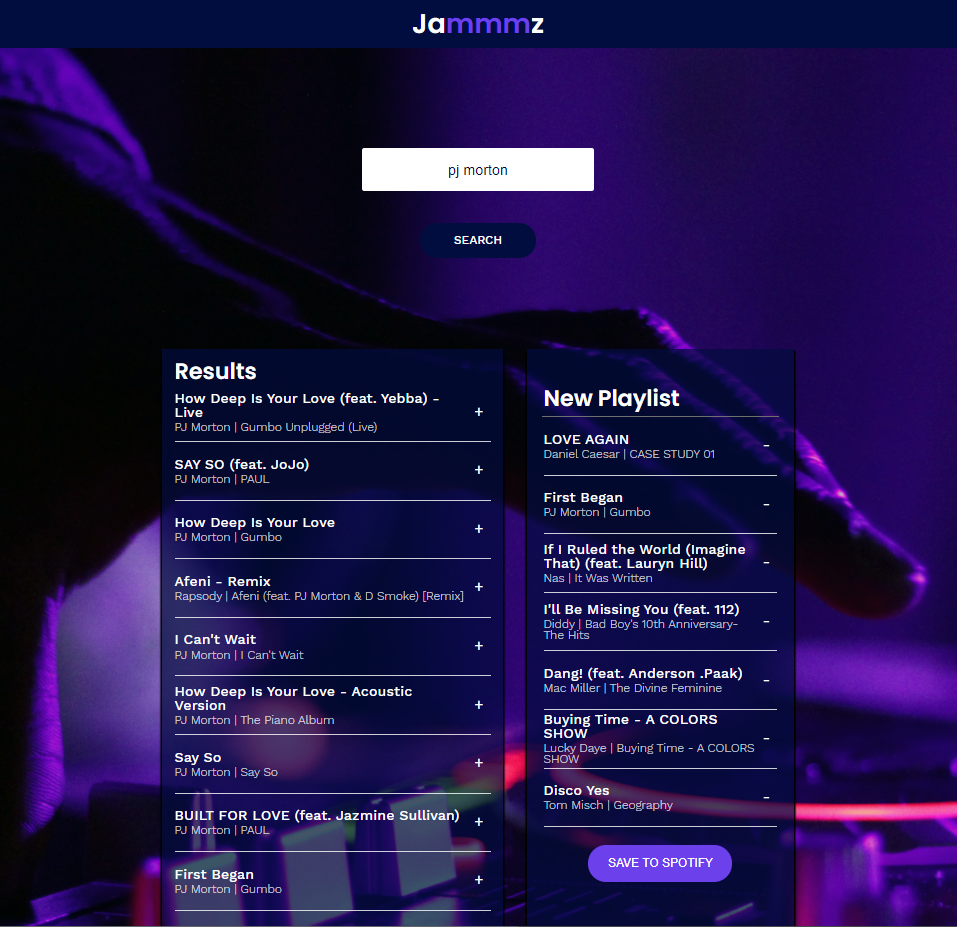 Jammmz
pj morton
SEARCH
Results
How Deep Is Your Love (feat. Yebba) -
Live
PJ Morton | Gumbo Unplugged (Live)
+
SAY SO (feat. JoJo)
PJ Morton | PAUL
+
How Deep Is Your Love
PJ Morton | Gumbo
+
Afeni - Remix
Rapsody | Afeni (feat. PJ Morton & D Smoke) [Remix]
+
I Can't Wait
PJ Morton | I Can't Wait
+
How Deep Is Your Love - Acoustic
Version
PJ Morton | The Piano Album
+
Say So
PJ Morton | Say So
+
BUILT FOR LOVE (feat. Jazmine Sullivan)
PJ Morton | PAUL
+
First Began
PJ Morton | Gumbo
+
New Playlist
LOVE AGAIN
Daniel Caesar | CASE STUDY 01
-
First Began
PJ Morton | Gumbo
-
If I Ruled the World (Imagine
That) (feat. Lauryn Hill)
Nas | It Was Written
-
I'll Be Missing You (feat. 112)
Diddy | Bad Boy's 10th Anniversary-
The Hits
-
Dang! (feat. Anderson .Paak)
Mac Miller | The Divine Feminine
-
Buying Time - A COLORS
SHOW
Lucky Daye | Buying Time - A COLORS
SHOW
-
Disco Yes
Tom Misch | Geography
-
SAVE TO SPOTIFY